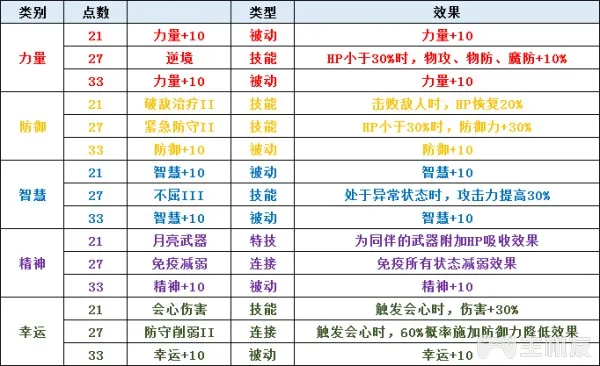 类别 点数 类型 效果
力量 21 力量+10 被动 力量+10
27 逆境 技能 HP小于30%时，物攻、物防、魔防+10%
33 力量+10 被动 力量+10
防御 21 破敌治疗II 技能 击败敌人时，HP恢复20%
27 紧急防守II 技能 HP小于30%时，防御力+30%
33 防御+10 被动 防御+10
智慧 21 智慧+10 被动 智慧+10
27 不屈III 技能 处于异常状态时，攻击力提高30%
33 智慧+10 被动 智慧+10
精神 21 月亮武器 特技 为同伴的武器附加HP吸收效果
27 免疫减弱 连接 免疫所有状态减弱效果
33 精神+10 被动 精神+10
幸运 21 会心伤害 技能 触发会心时，伤害+30%
27 防守削弱II 连接 触发会心时，60%概率施加防御力降低效果
33 幸运+10 被动 幸运+10